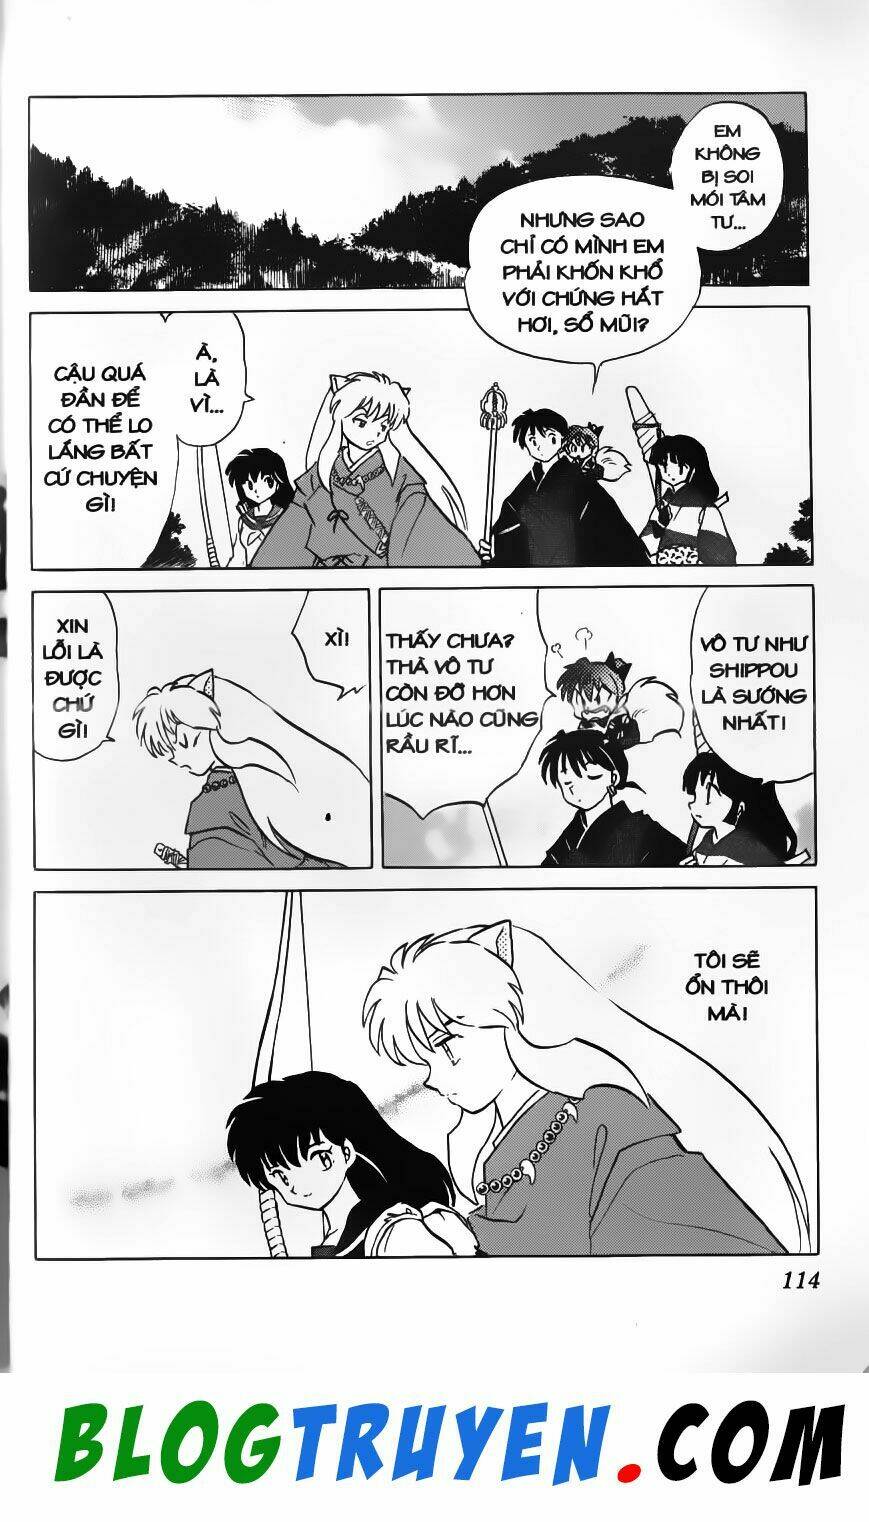 EM
KHÔNG
BỊ SOI
MÓI TÂM
TƯ...
NHƯNG SAO
CHỈ CÓ MÌNH EM
PHẢI KHỐN KHỔ
VỚI CHỨNG HẮT
HƠI, SỔ MŨI?
À,
LÀ
VÌ...
CẬU QUÁ
ĐẦN ĐỂ
CÓ THỂ LO
LẮNG BẤT
CỨ CHUYỆN
GÌ!
VÔ TƯ NHƯ
SHIPPOU
LÀ SƯỚNG
NHẤT!
THẤY CHƯA?
THÀ VÔ TƯ
CÒN ĐỠ HƠN
LÚC NÀO CŨNG
RẦU RĨ...
XÌ!
XIN
LỖI LÀ
ĐƯỢC
CHỨ
GÌ!
TÔI SẼ
ỔN THÔI
MÀ!
114
BLOGTRUYEN.COM